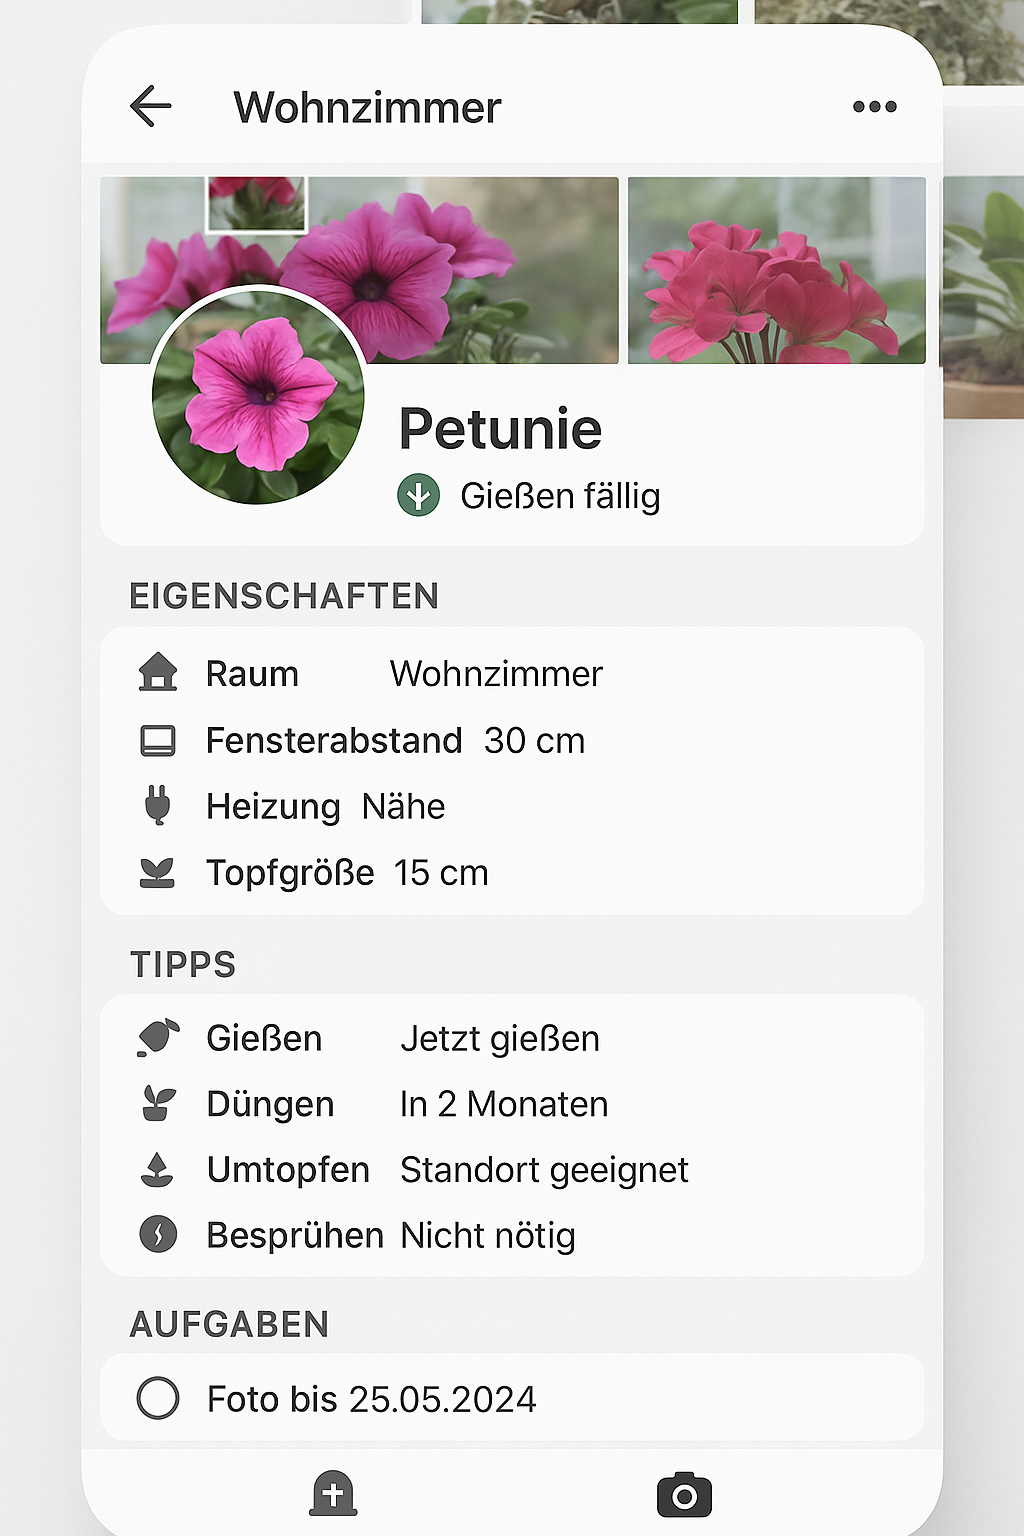 Wohnzimmer
Petunie
Gießen fällig
EIGENSCHAFTEN
Raum Wohnzimmer
Fensterabstand 30 cm
Heizung Nähe
Topfgröße 15 cm
TIPPS
Gießen Jetzt gießen
Düngen In 2 Monaten
Umtopfen Standort geeignet
Besprühen Nicht nötig
AUFGABEN
Foto bis 25.05.2024